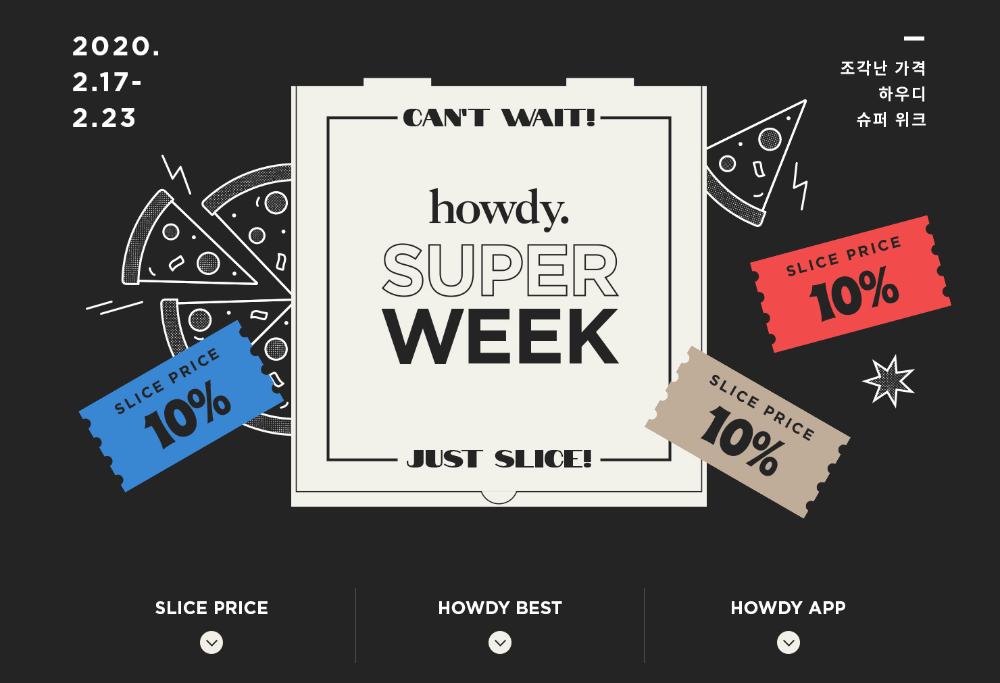 2020.
2.17-
2.23
조각난 가격
하우디
슈퍼 위크
CAN'T WAIT!
howdy.
SUPER
WEEK
JUST SLICE!
SLICE PRICE
10%
SLICE PRICE
10%
SLICE PRICE
10%
SLICE PRICE
HOWDY BEST
HOWDY APP